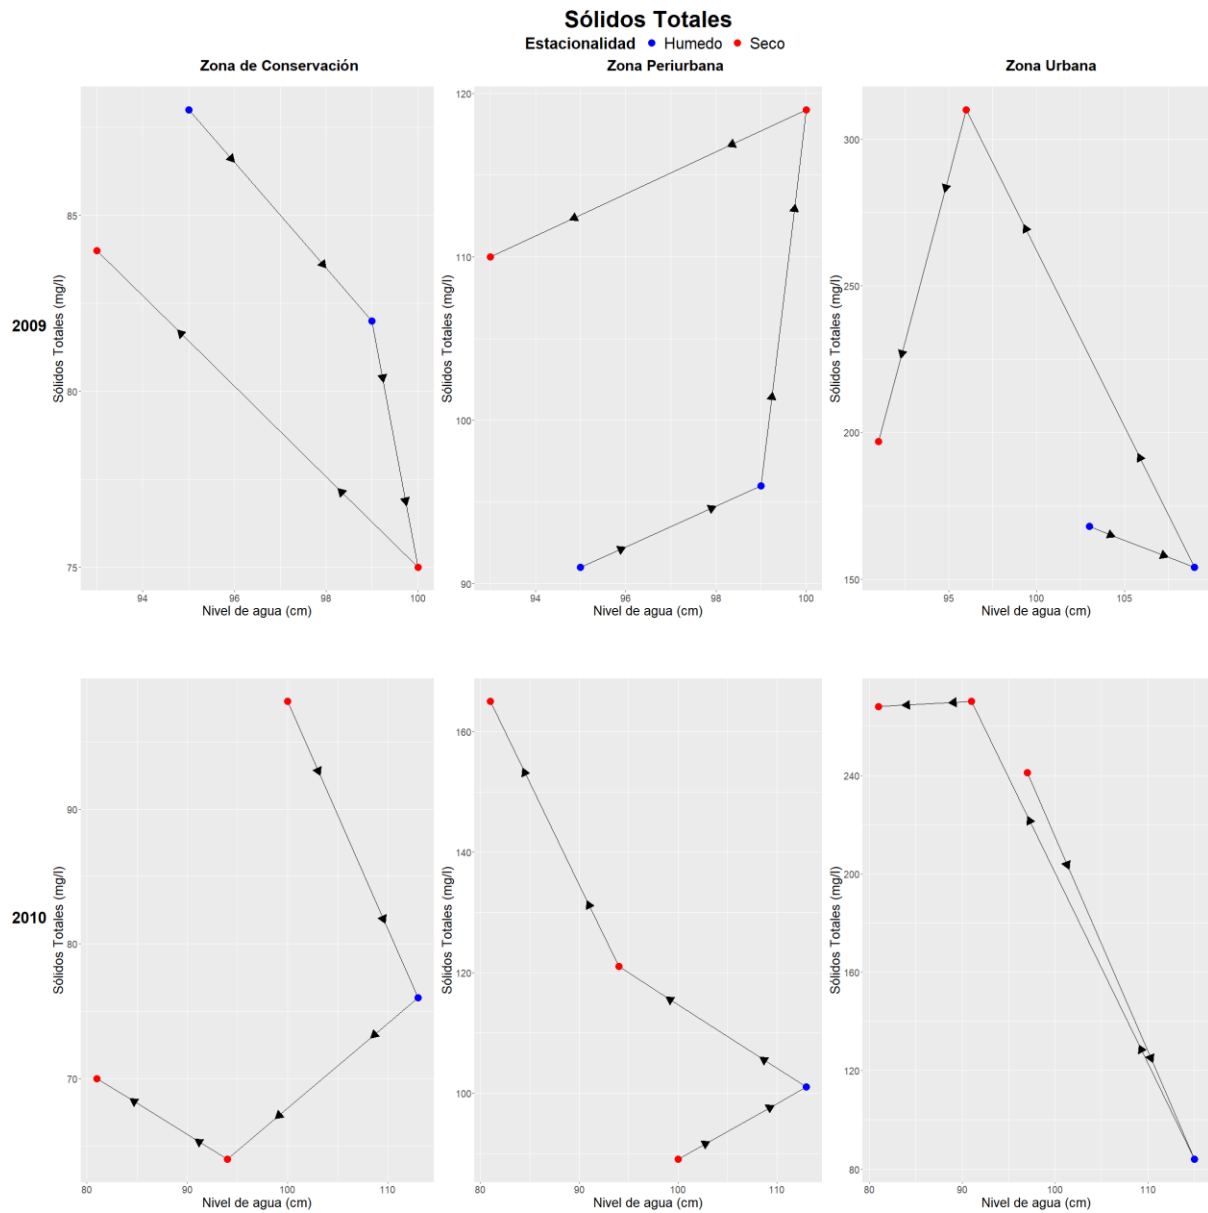 Sólidos Totales
Estacionalidad Humedo Seco
Zona de Conservación
Zona Periurbana
Zona Urbana
2009
Sólidos Totales (mg/l)
85
80
75
94 96 98 100
Nivel de agua (cm)
Sólidos Totales (mg/l)
120
110
100
90
94 96 98 100
Nivel de agua (cm)
Sólidos Totales (mg/l)
300
250
200
150
95 100 105
Nivel de agua (cm)
2010
Sólidos Totales (mg/l)
90
80
70
80 90 100 110
Nivel de agua (cm)
Sólidos Totales (mg/l)
160
140
120
100
80 90 100 110
Nivel de agua (cm)
Sólidos Totales (mg/l)
240
200
160
120
80
80 90 100 110
Nivel de agua (cm)